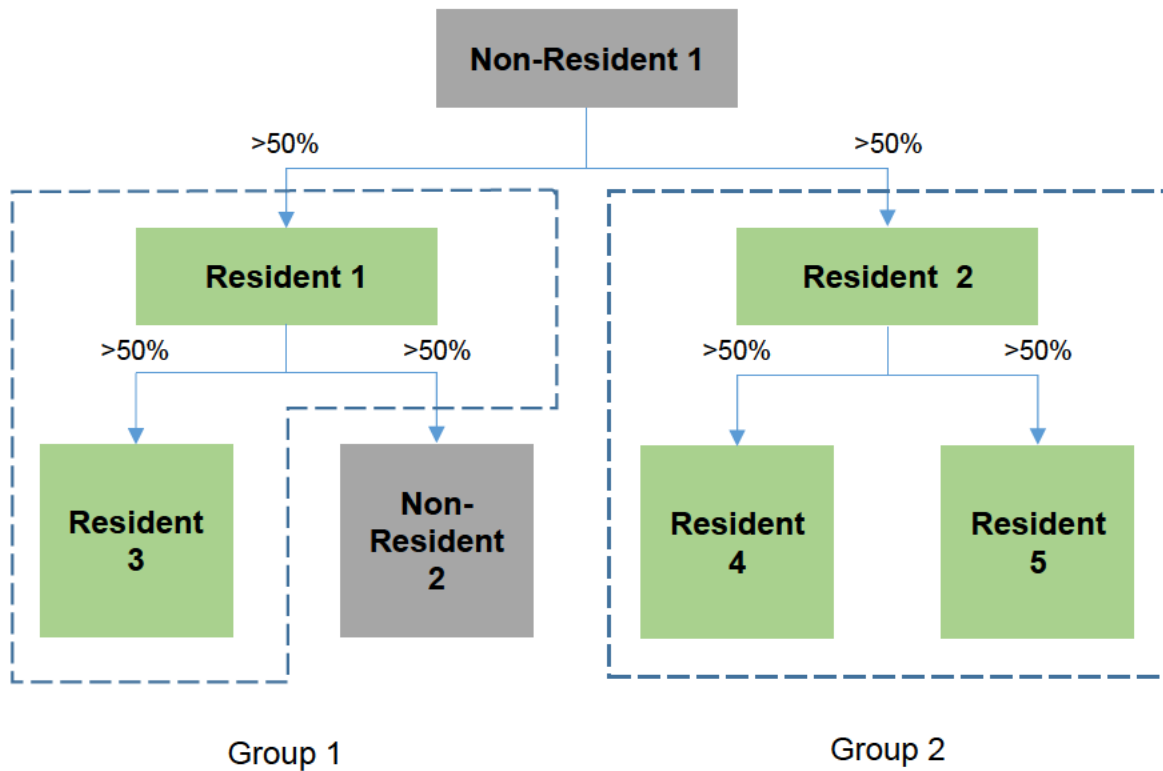 Non-Resident 1
>50%
>50%
Resident 1
Resident 2
>50%
>50%
>50%
>50%
Resident
3
Non-
Resident
2
Resident
4
Resident
5
Group 1
Group 2